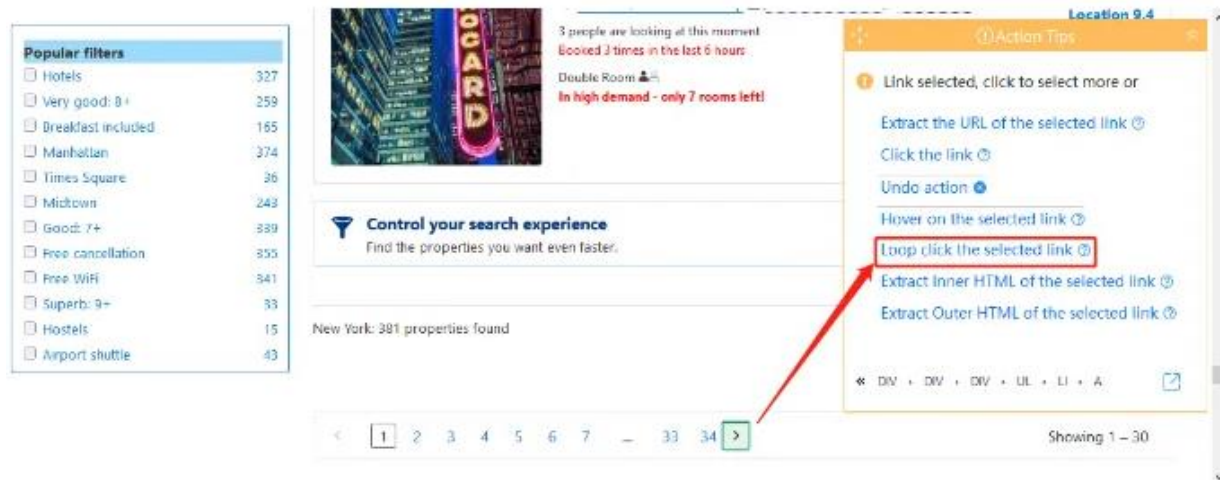 Popular filters
Hotels 327
Very good: 8+ 259
Breakfast included 165
Manhattan 374
Times Square 36
Midtown 243
Good: 7+ 339
Free cancellation 355
Free WiFi 341
Superb: 9+ 33
Hostels 15
Airport shuttle 43
OCCARD
3 people are looking at this moment
Booked 3 times in the last 6 hours
Double Room
In high demand - only 7 rooms left!
Control your search experience
Find the properties you want even faster.
New York: 381 properties found
< 1 2 3 4 5 6 7 ... 33 34 >
Showing 1 – 30
Location 9.4
Action Tips
Link selected, click to select more or
Extract the URL of the selected link
Click the link
Undo action
Hover on the selected link
Loop click the selected link
Extract Inner HTML of the selected link
Extract Outer HTML of the selected link
« DIV › DIV › DIV › UL › LI › A